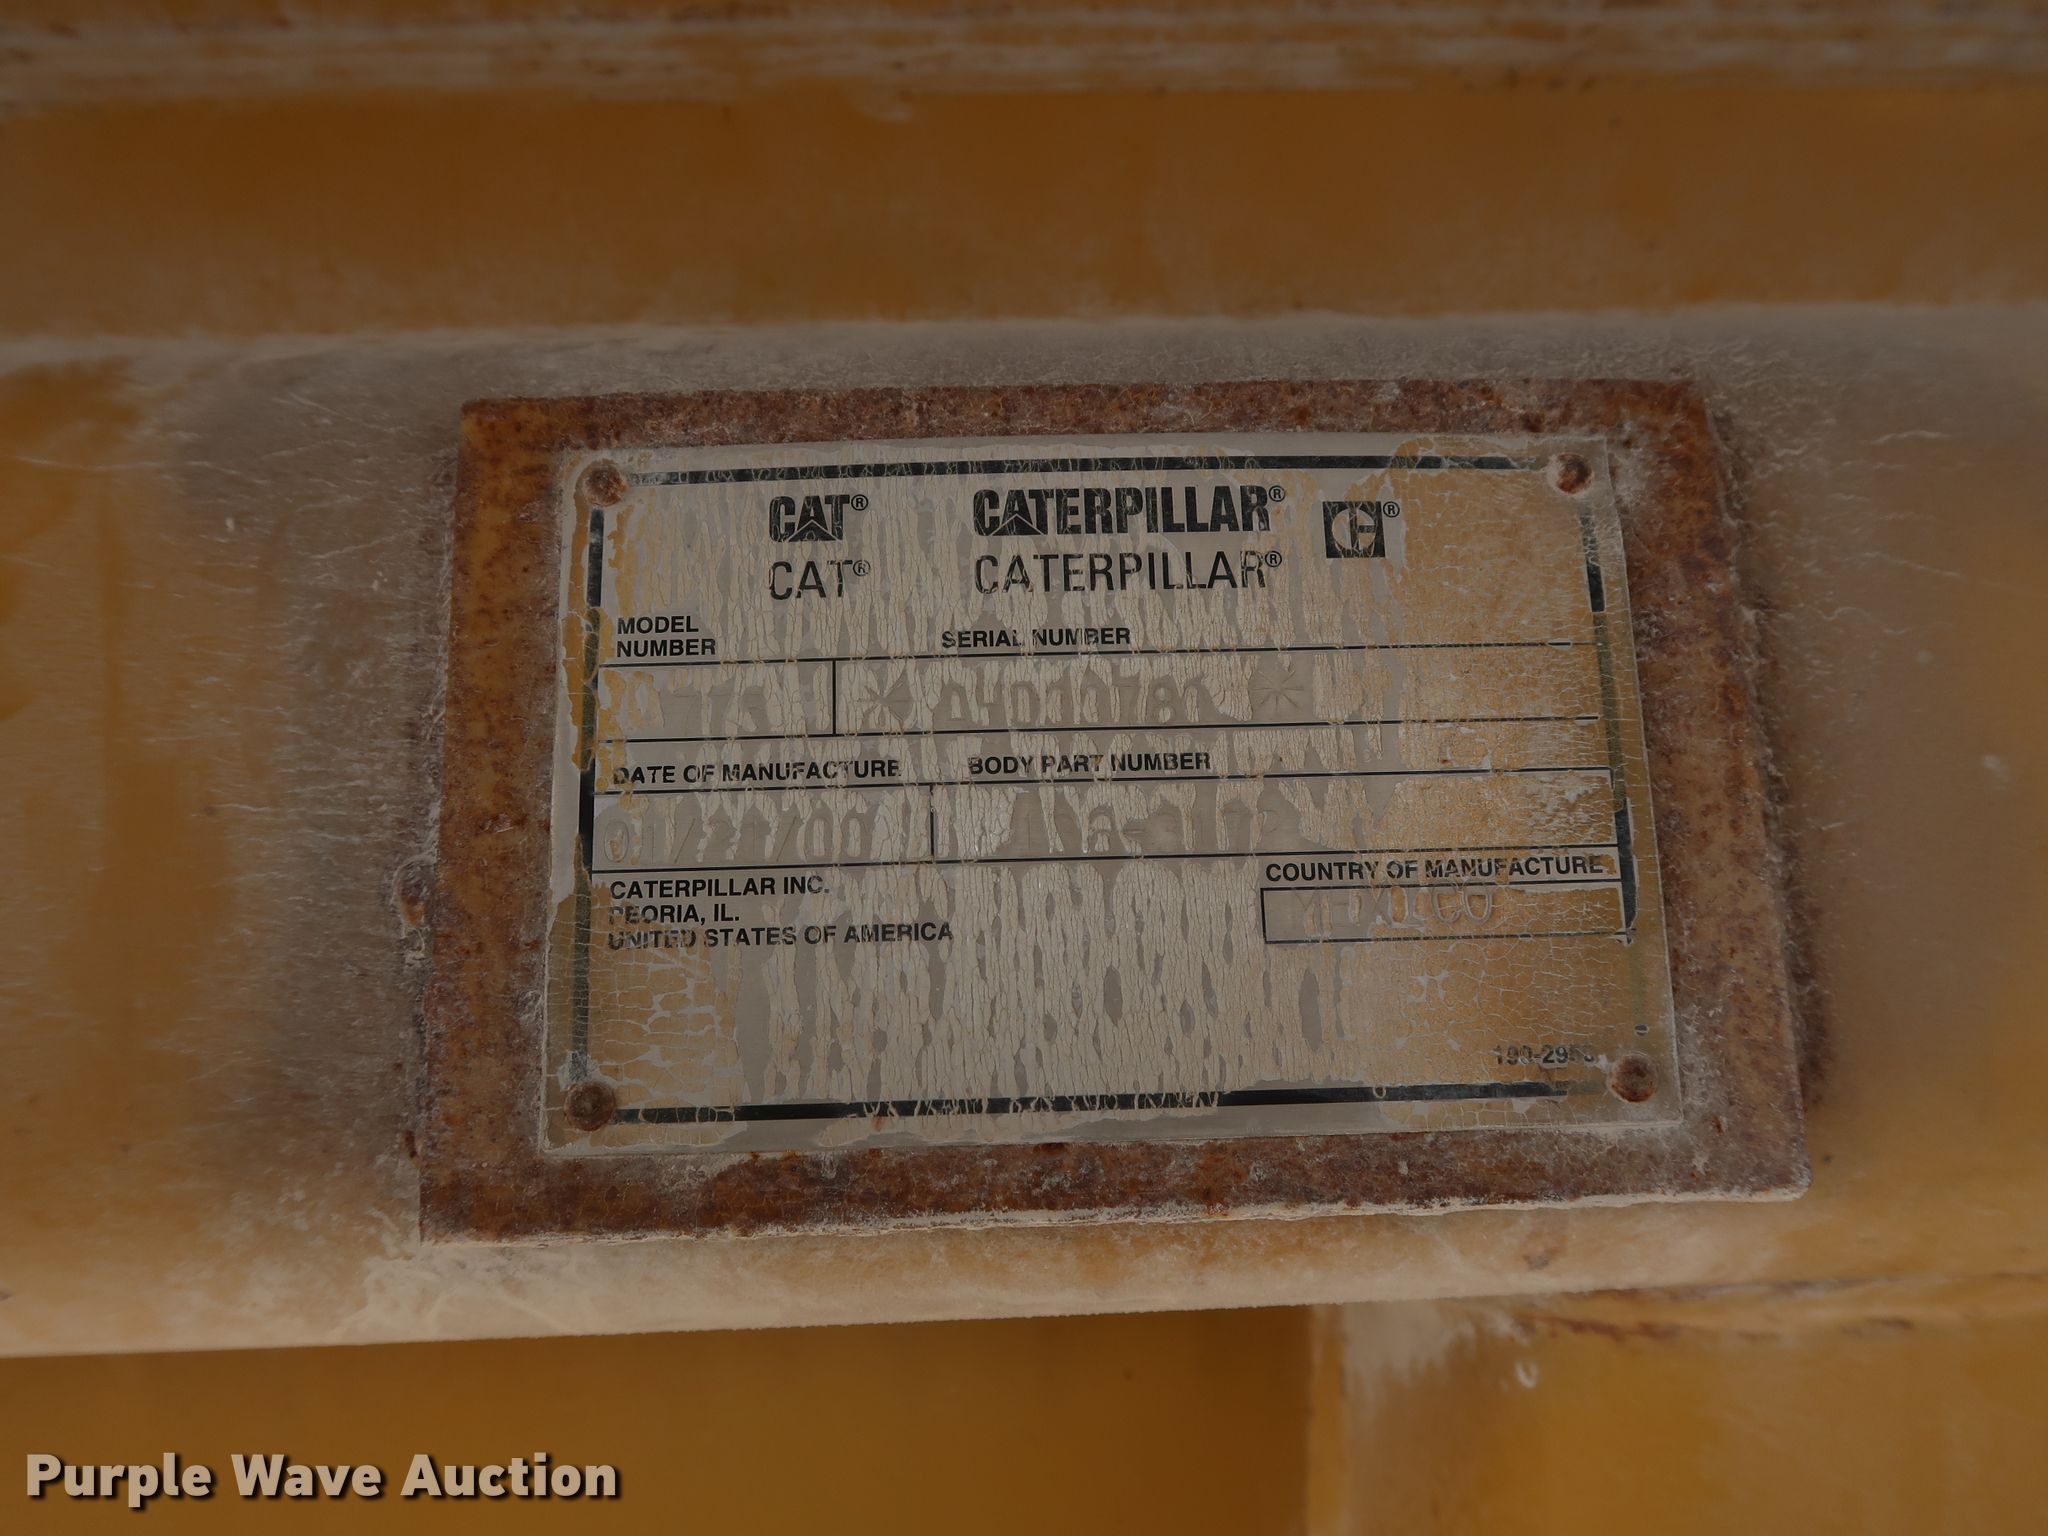 CAT® CATERPILLAR® C®
CAT® CATERPILLAR®
MODEL
NUMBER
SERIAL NUMBER
DATE OF MANUFACTURE BODY PART NUMBER
CATERPILLAR INC.
PEORIA, IL.
UNITED STATES OF AMERICA
COUNTRY OF MANUFACTURE
MEXICO
Purple Wave Auction